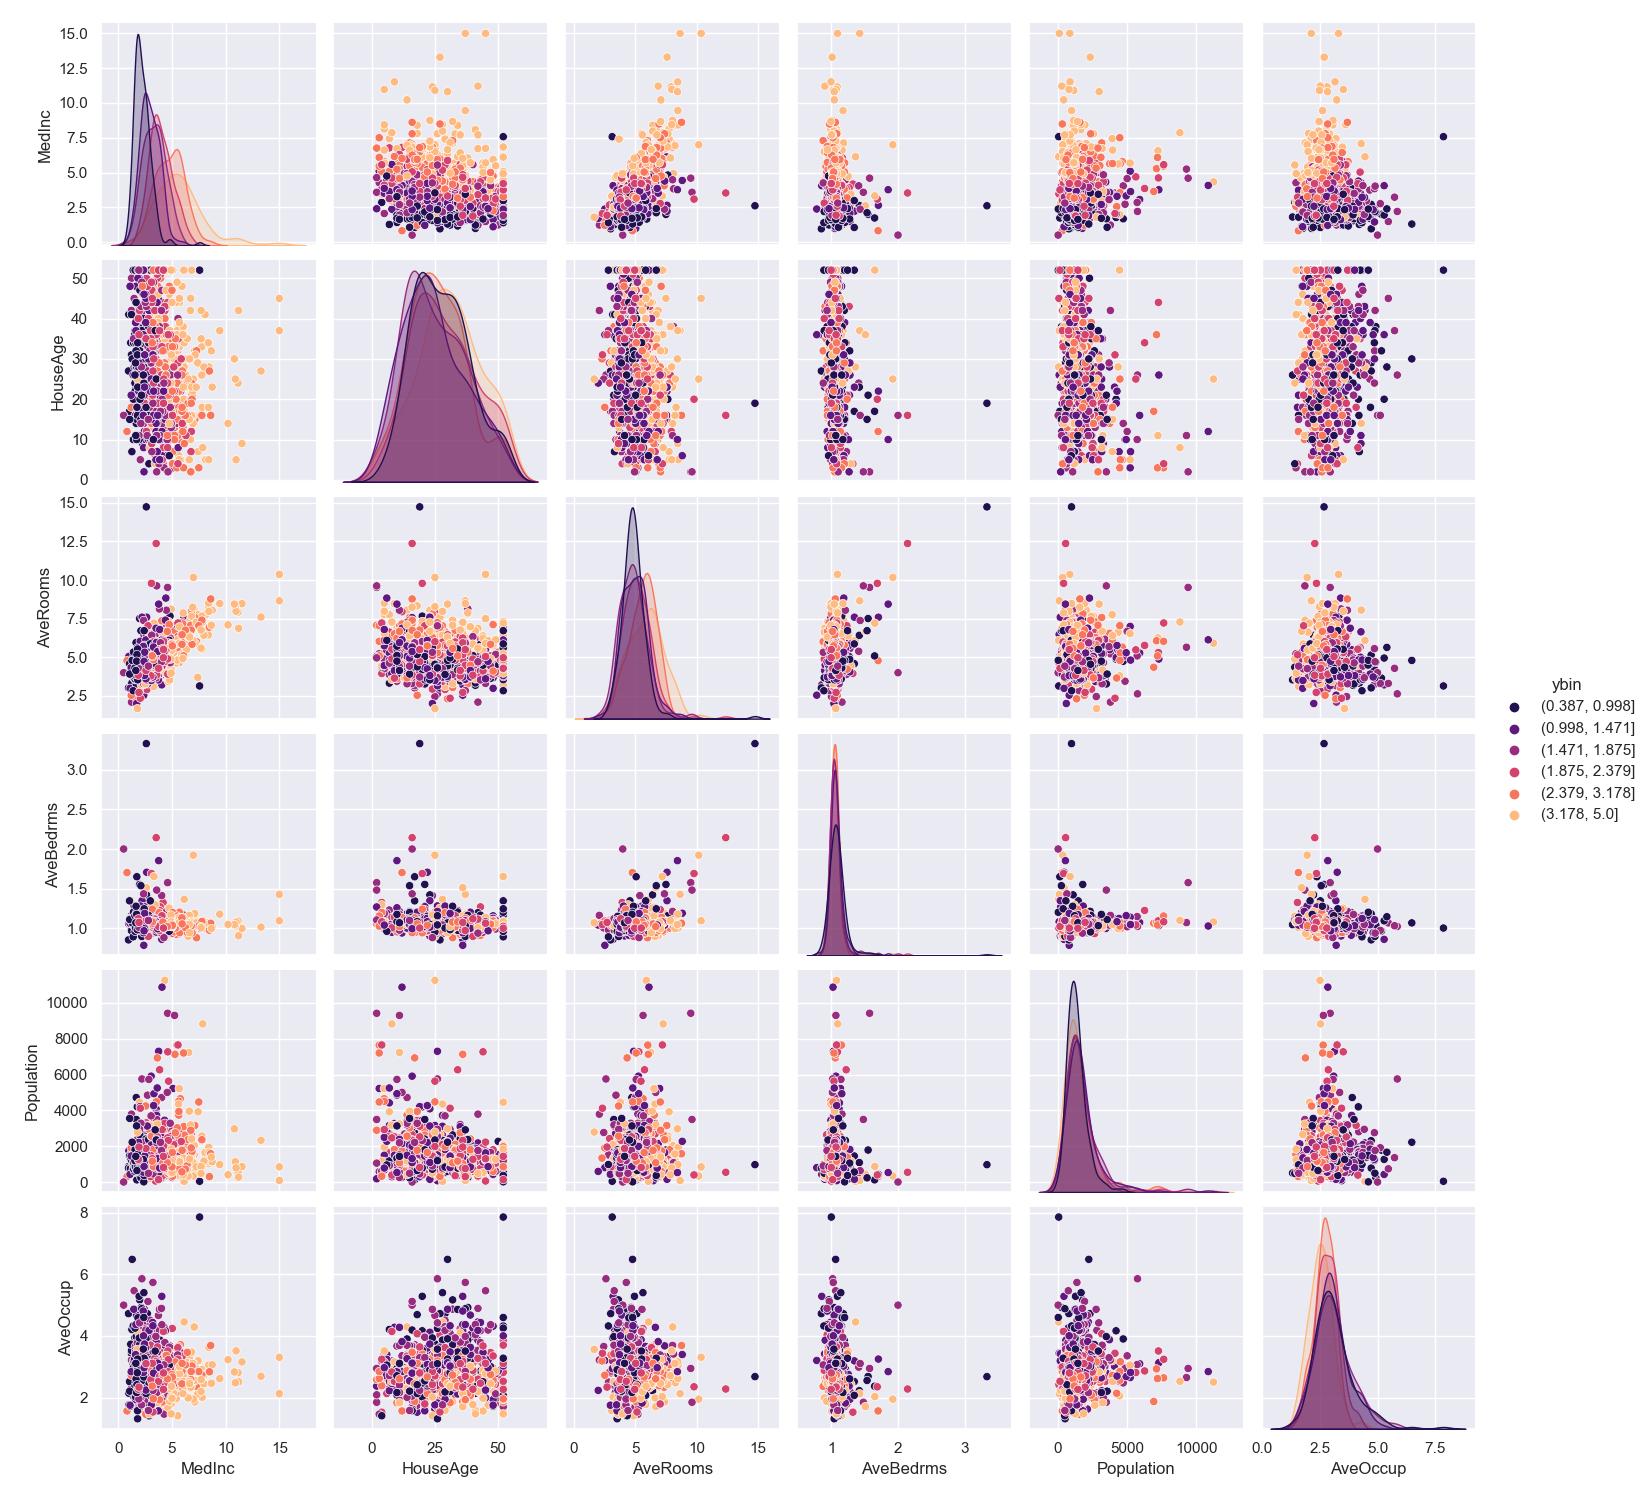 15.0
12.5
10.0
7.5
5.0
2.5
0.0
MedInc
50
40
30
20
10
0
HouseAge
15.0
12.5
10.0
7.5
5.0
2.5
AveRooms
3.0
2.5
2.0
1.5
1.0
AveBedrms
10000
8000
6000
4000
2000
0
Population
8
6
4
2
AveOccup
0 5 10 15
0 25 50
0 5 10 15
1 2 3
0 5000 10000
0.0 2.5 5.0 7.5
MedInc HouseAge AveRooms AveBedrms Population AveOccup
ybin
(0.387, 0.998]
(0.998, 1.471]
(1.471, 1.875]
(1.875, 2.379]
(2.379, 3.178]
(3.178, 5.0]